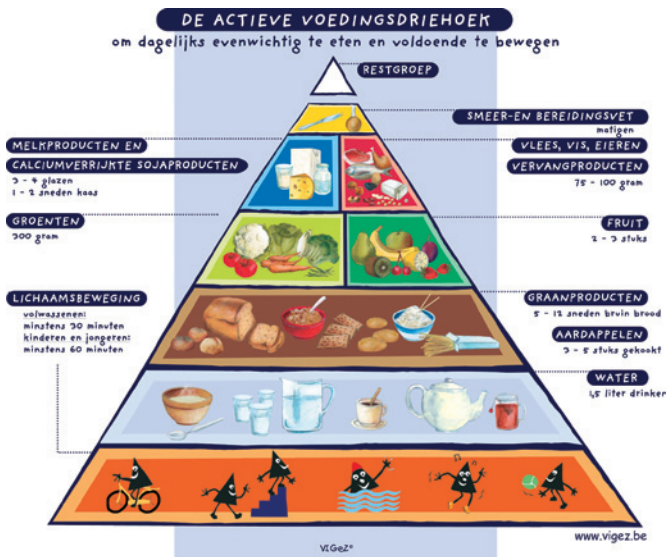 DE ACTIEVE VOEDINGSDRIEHOEK
om dagelijks evenwichtig te eten en voldoende te bewegen
RESTGROEP
SMEER-EN BEREIDINGSVET
matigen
MELKPRODUCTEN EN
CALCIUMVERRIJKTE SOJAPRODUCTEN
3 - 4 glazen
1 - 2 sneden kaas
VLEES, VIS, EIEREN
VERVANGPRODUCTEN
75 - 100 gram
GROENTEN
300 gram
FRUIT
2 - 3 stuks
LICHAAMSBEWEGING
volwassenen:
minstens 30 minuten
kinderen en jongeren:
minstens 60 minuten
GRAANPRODUCTEN
5 - 12 sneden bruin brood
AARDAPPELEN
3 - 5 stuks gekookt
WATER
1,5 liter drinken
www.vigez.be
VIGeZ®